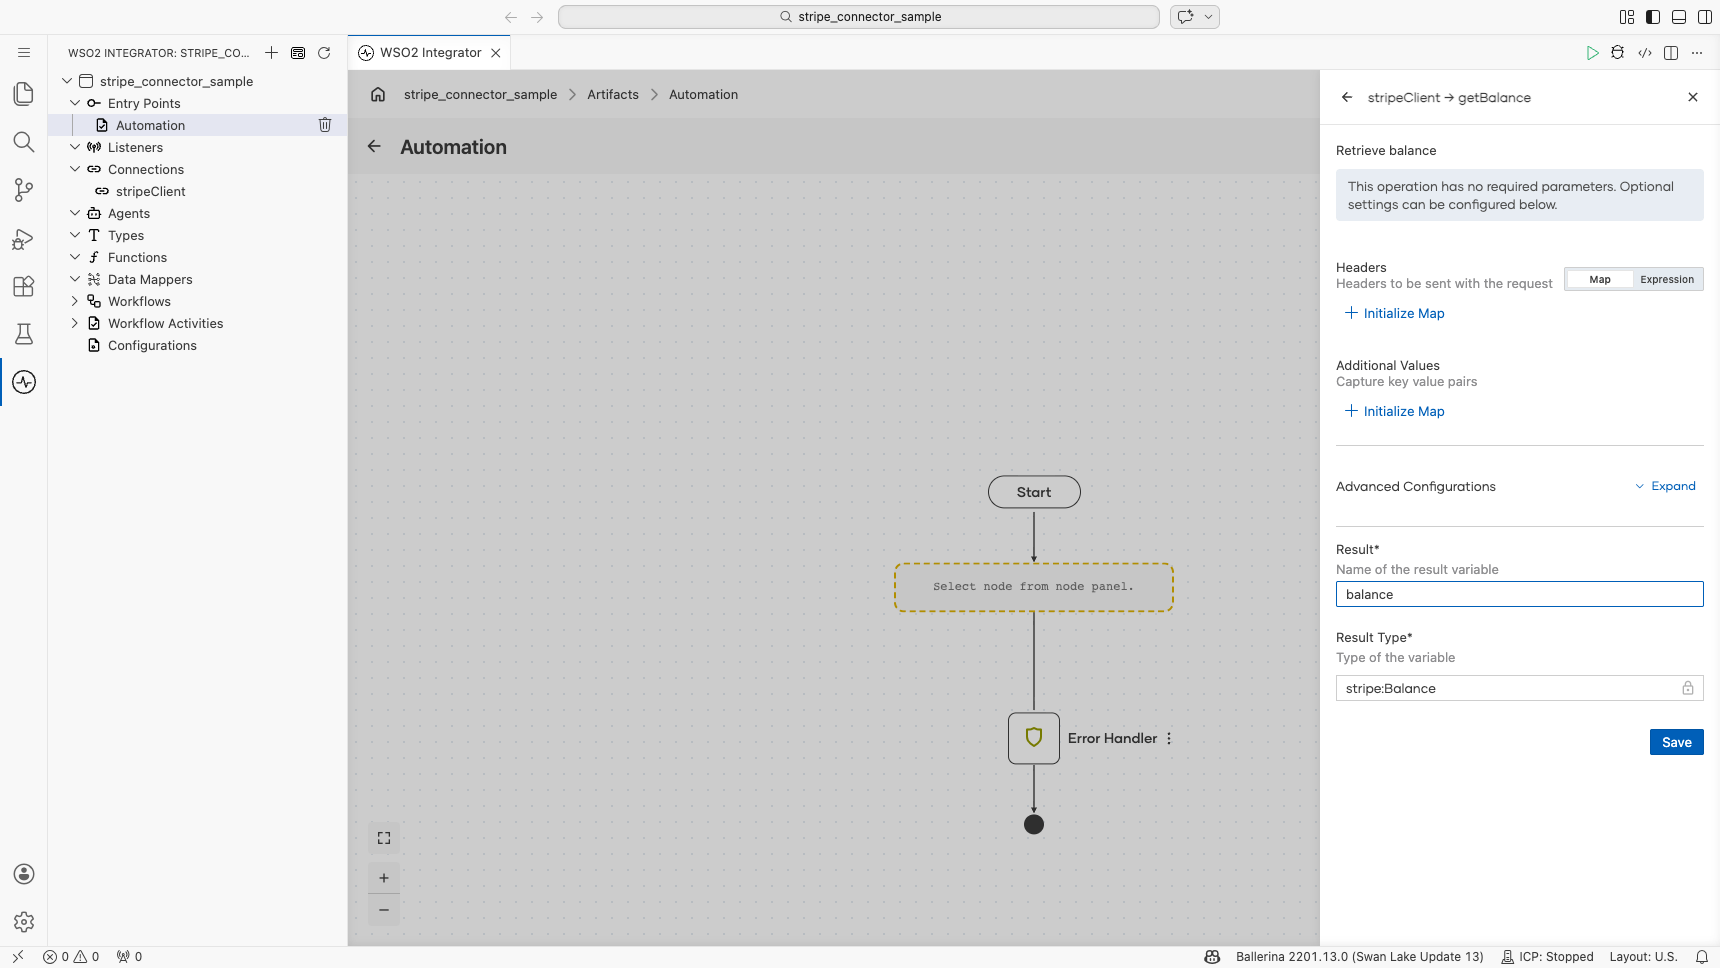 stripe_connector_sample
WSO2 INTEGRATOR: STRIPE_CO...
WSO2 Integrator
stripe_connector_sample
Entry Points
Automation
Listeners
Connections
stripeClient
Agents
Types
Functions
Data Mappers
Workflows
Workflow Activities
Configurations
stripe_connector_sample
Artifacts
Automation
Automation
Start
Select node from node panel.
Error Handler
stripeClient → getBalance
Retrieve balance
This operation has no required parameters. Optional
settings can be configured below.
Headers
Headers to be sent with the request
Map
Expression
Initialize Map
Additional Values
Capture key value pairs
Initialize Map
Advanced Configurations
Expand
Result*
Name of the result variable
balance
Result Type*
Type of the variable
stripe:Balance
Save
0
0
0
Ballerina 2201.13.0 (Swan Lake Update 13)
ICP: Stopped
Layout: U.S.